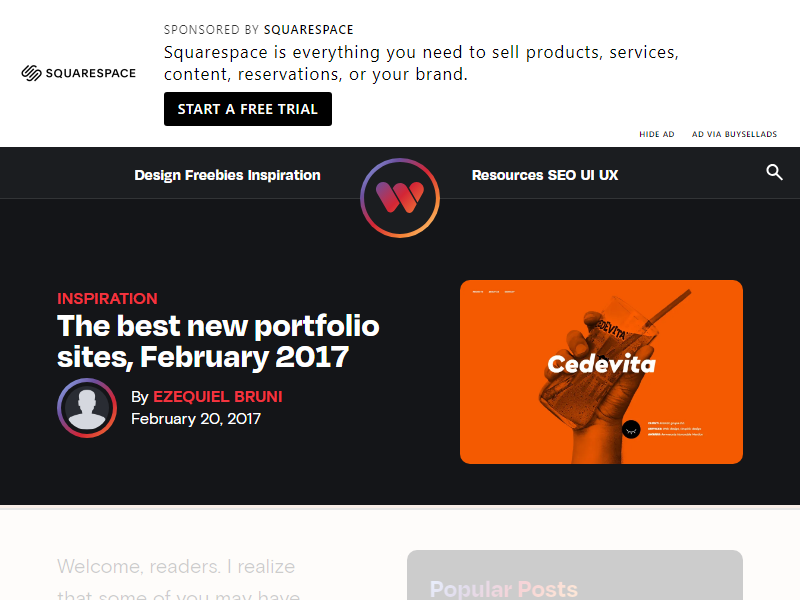 SPONSORED BY SQUARESPACE
Squarespace is everything you need to sell products, services,
content, reservations, or your brand.
SQUARESPACE
START A FREE TRIAL
HIDE AD AD VIA BUYSELLADS
Design Freebies Inspiration
Resources SEO UI UX
INSPIRATION
The best new portfolio
sites, February 2017
By EZEQUIEL BRUNI
February 20, 2017
CEDEVITA
Cedevita
Welcome, readers. I realize
that some of you may have
Popular Posts